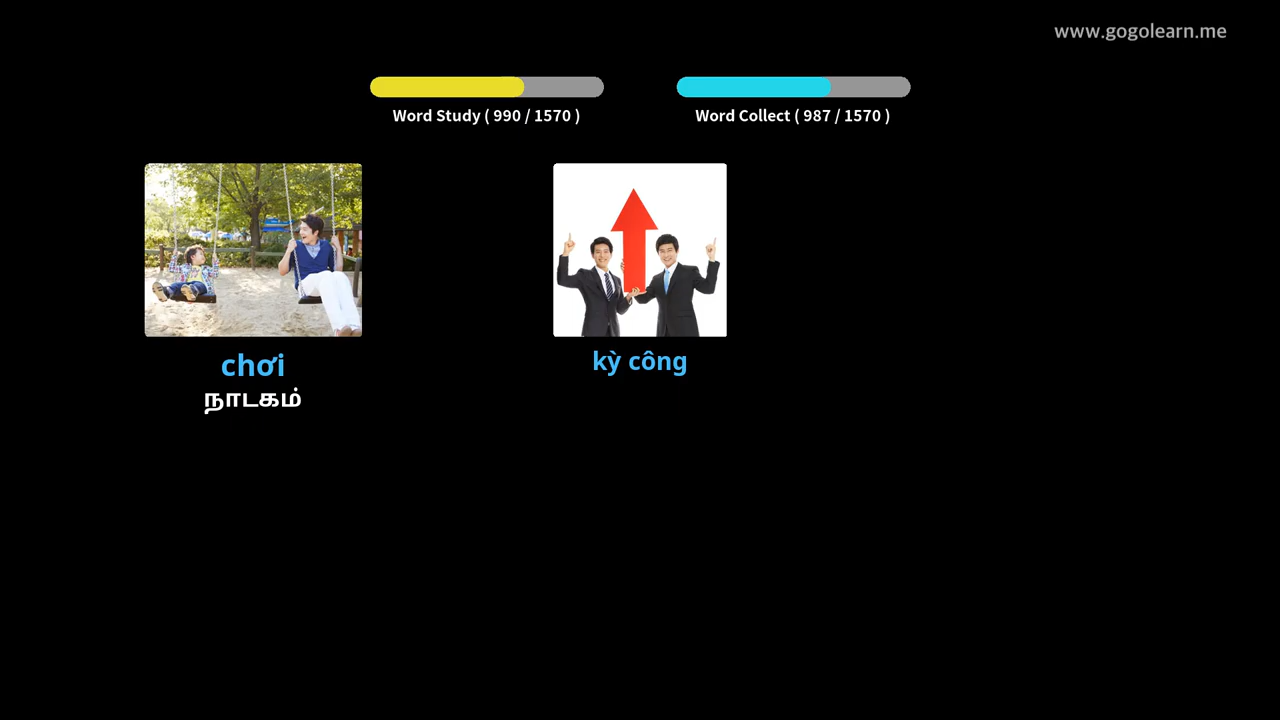 www.gogolearn.me
Word Study ( 990 / 1570 )
Word Collect ( 987 / 1570 )
chơi
நாடகம்
kỳ công